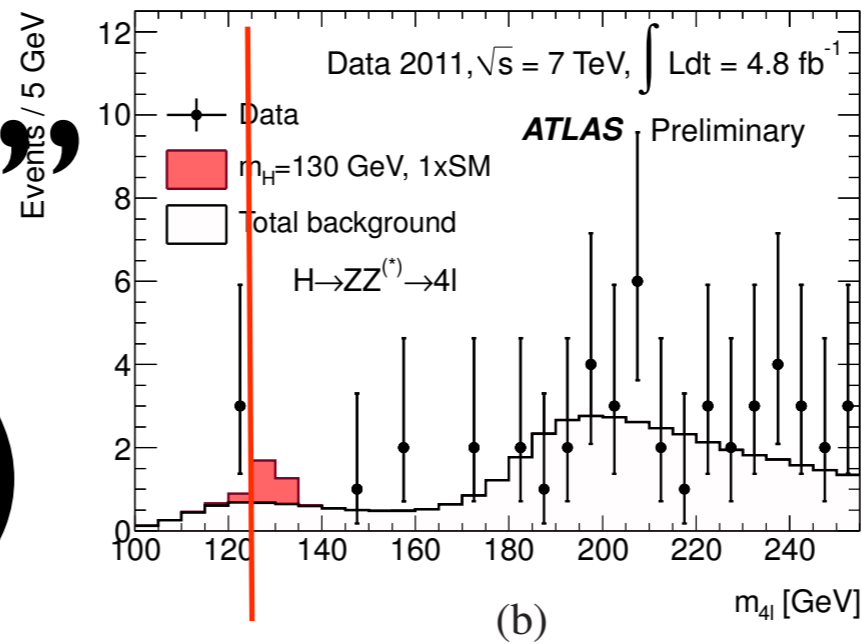 Events / 5 GeV
12
10
8
6
4
2
0
Data 2011, √s = 7 TeV, ∫ Ldt = 4.8 fb⁻¹
ATLAS Preliminary
Data
m_H=130 GeV, 1xSM
Total background
H→ZZ^(*)→4l
100 120 140 160 180 200 220 240
m_4l [GeV]
(b)
”